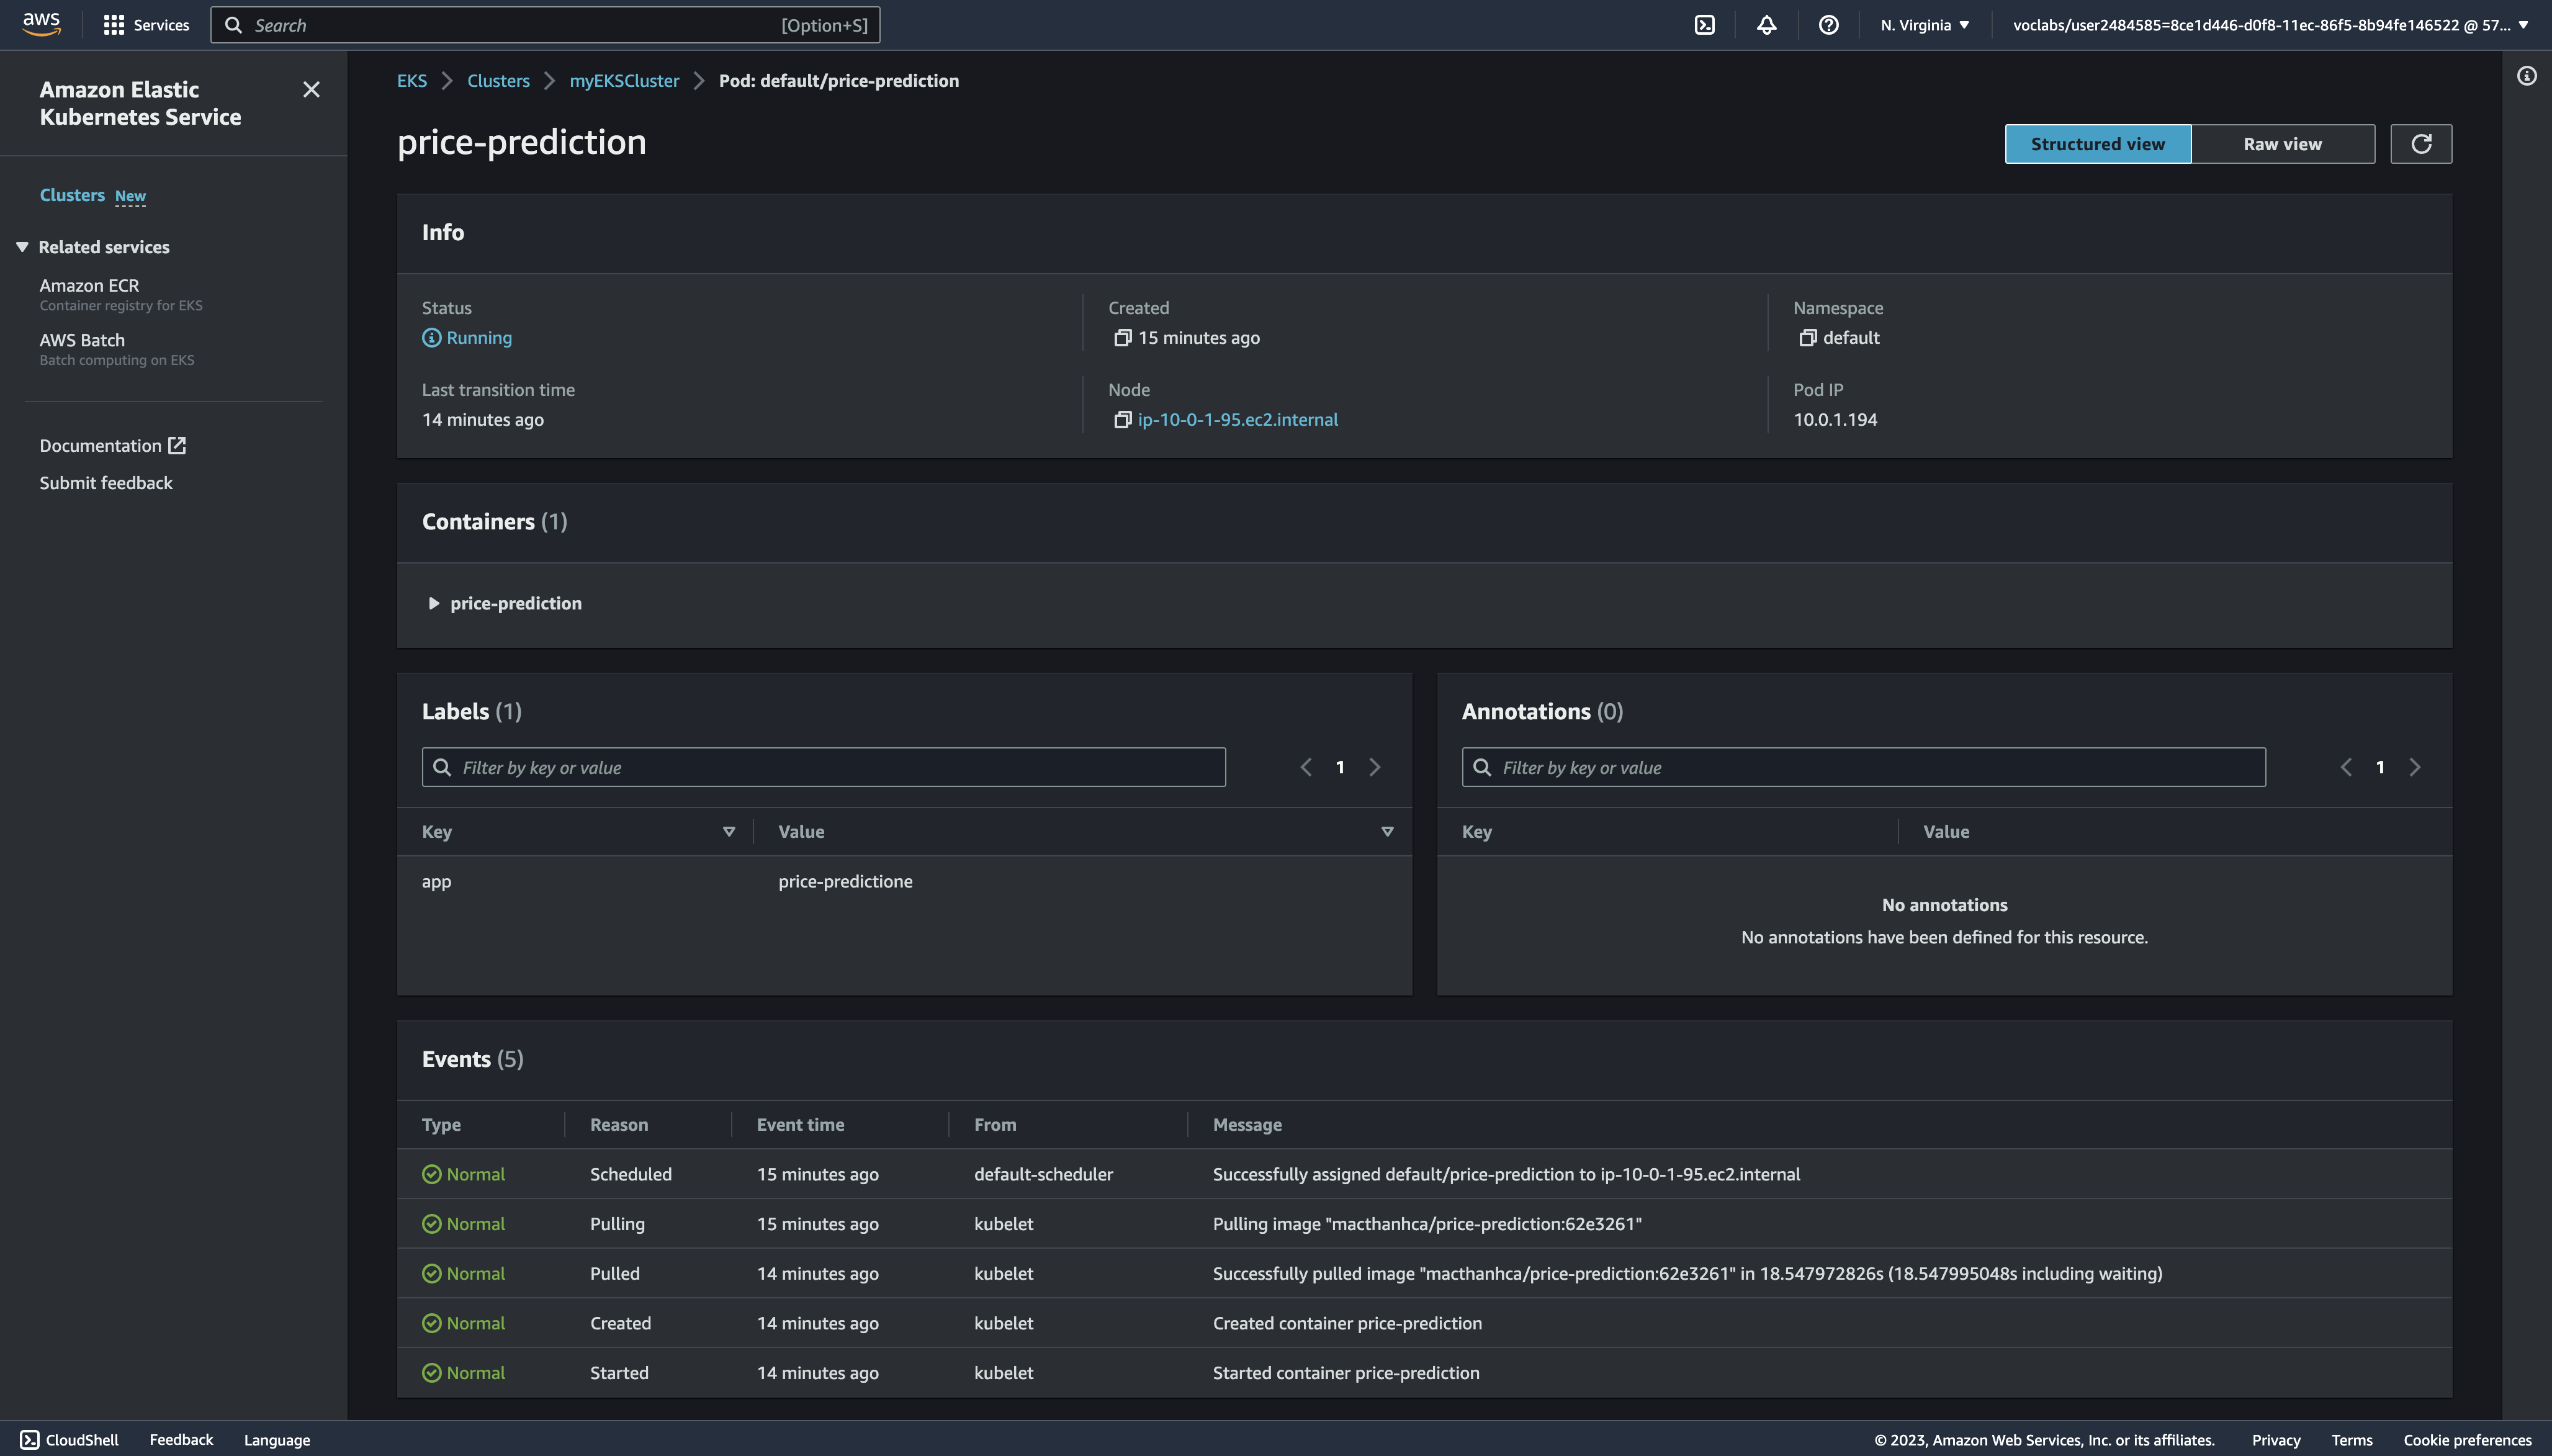 aws
Services
Search
[Option+S]
N. Virginia
voclabs/user2484585=8ce1d446-d0f8-11ec-86f5-8b94fe146522 @ 57...
Amazon Elastic
Kubernetes Service
Clusters New
Related services
Amazon ECR
Container registry for EKS
AWS Batch
Batch computing on EKS
Documentation
Submit feedback
EKS Clusters myEKSCluster Pod: default/price-prediction
price-prediction
Structured view Raw view
Info
Status Created Namespace
Running 15 minutes ago default
Last transition time Node Pod IP
14 minutes ago ip-10-0-1-95.ec2.internal 10.0.1.194
Containers (1)
price-prediction
Labels (1)
Filter by key or value 1
Key Value
app price-predictione
Annotations (0)
Filter by key or value 1
Key Value
No annotations
No annotations have been defined for this resource.
Events (5)
Type Reason Event time From Message
Normal Scheduled 15 minutes ago default-scheduler Successfully assigned default/price-prediction to ip-10-0-1-95.ec2.internal
Normal Pulling 15 minutes ago kubelet Pulling image "macthanhca/price-prediction:62e3261"
Normal Pulled 14 minutes ago kubelet Successfully pulled image "macthanhca/price-prediction:62e3261" in 18.547972826s (18.547995048s including waiting)
Normal Created 14 minutes ago kubelet Created container price-prediction
Normal Started 14 minutes ago kubelet Started container price-prediction
CloudShell Feedback Language © 2023, Amazon Web Services, Inc. or its affiliates. Privacy Terms Cookie preferences